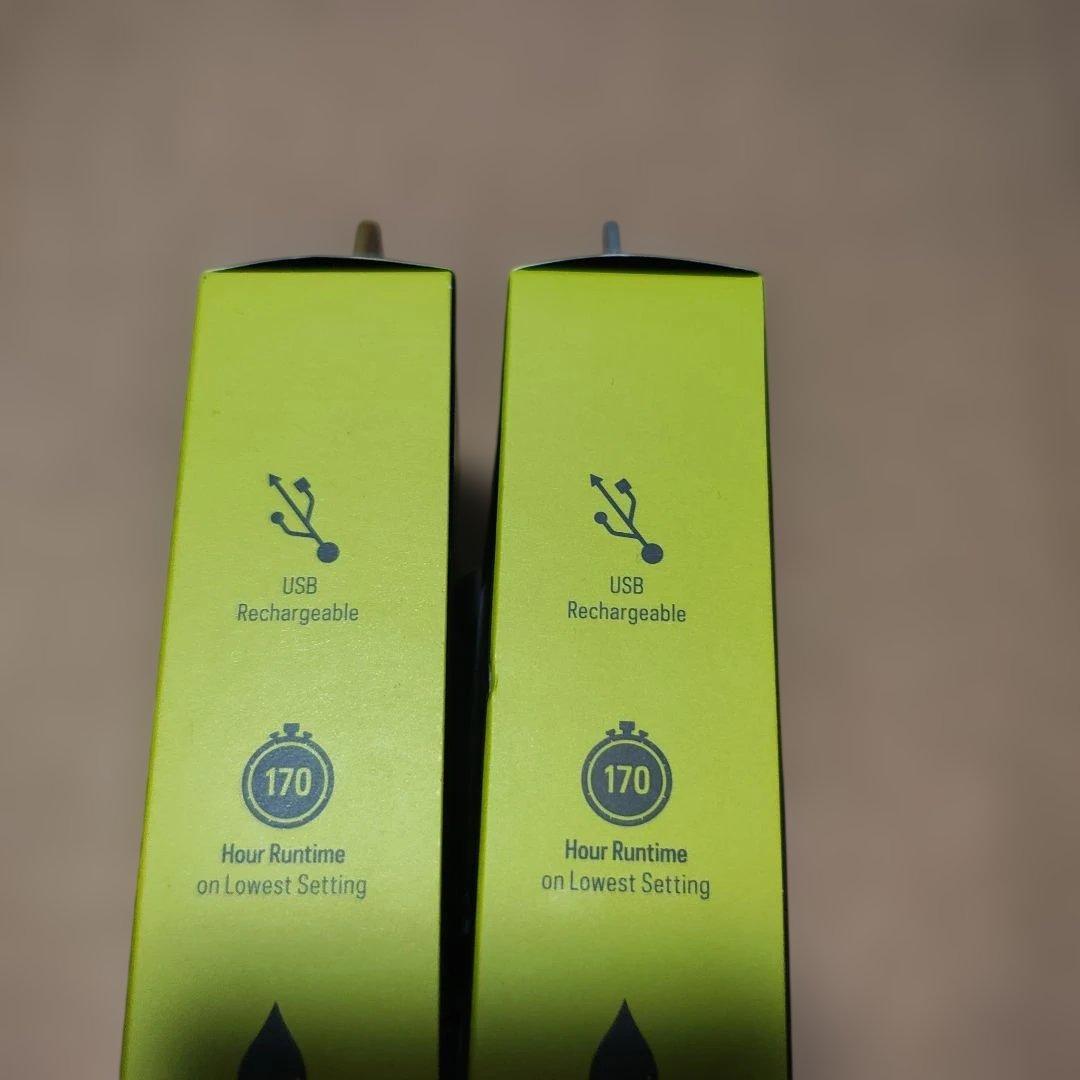 USB
Rechargeable
170
Hour Runtime
on Lowest Setting
USB
Rechargeable
170
Hour Runtime
on Lowest Setting